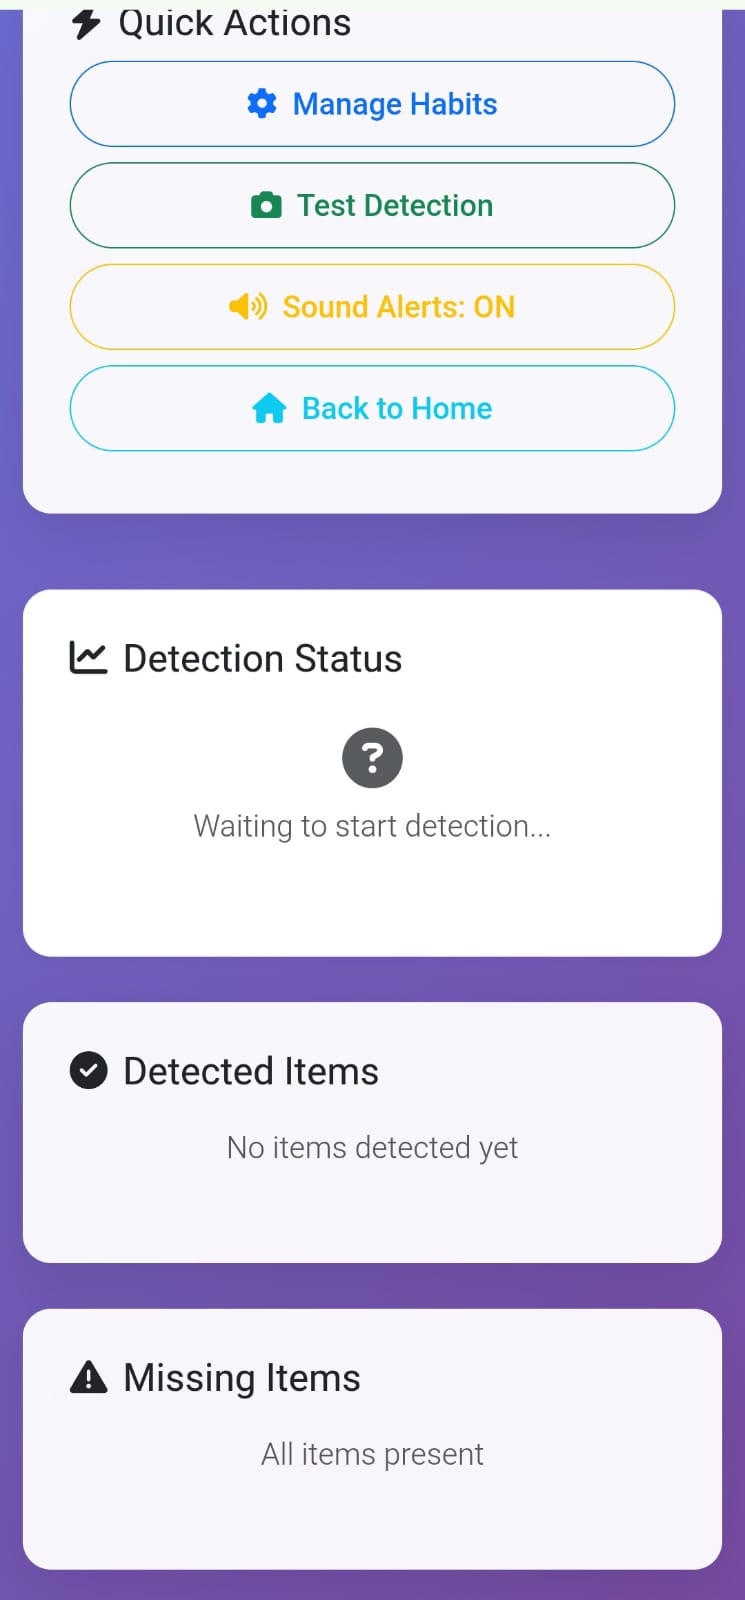 Quick Actions
Manage Habits
Test Detection
Sound Alerts: ON
Back to Home
Detection Status
Waiting to start detection...
Detected Items
No items detected yet
Missing Items
All items present